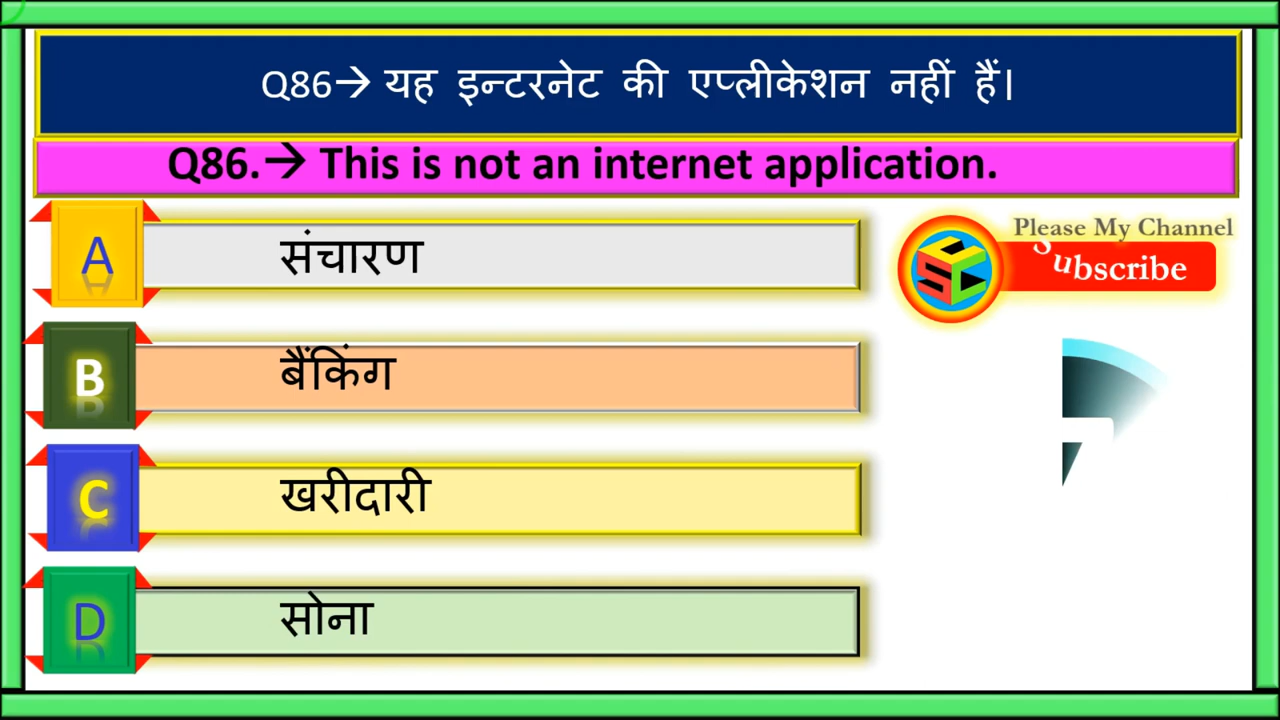 Q86→ यह इन्टरनेट की एप्लीकेशन नहीं हैं।
Q86.→ This is not an internet application.
A संचारण
B बैंकिंग
C खरीदारी
D सोना
Please My Channel
Subscribe
SSC